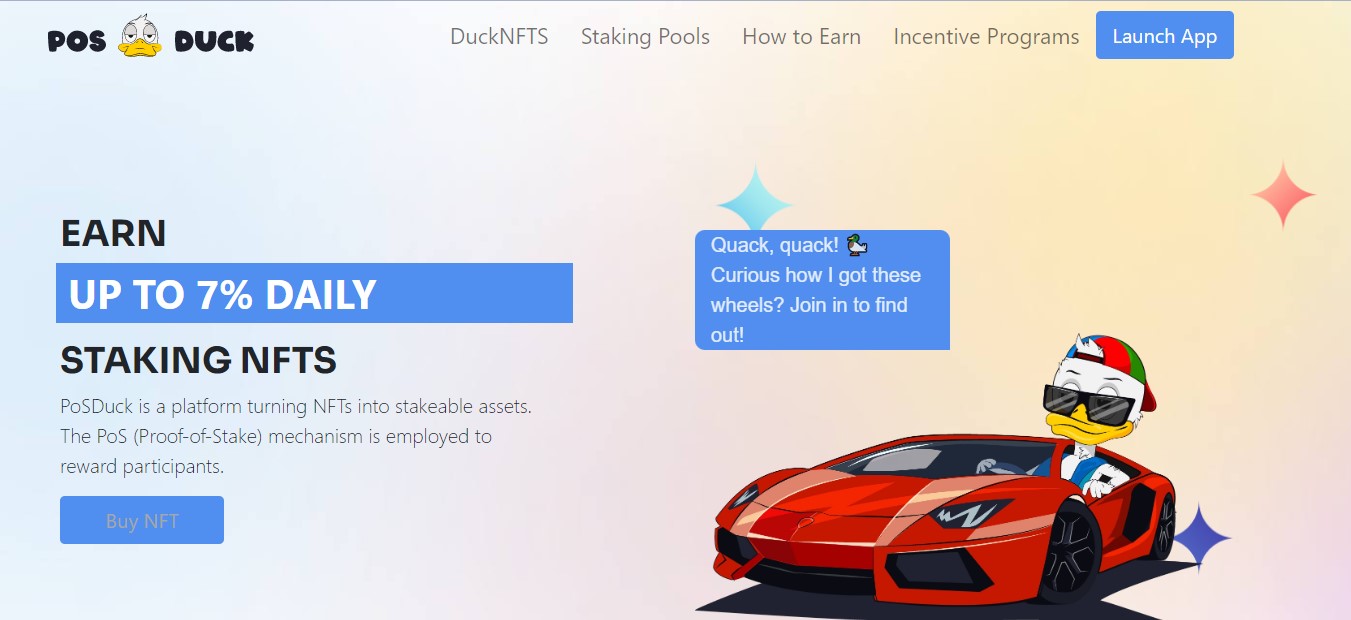 POS DUCK
DuckNFTS Staking Pools How to Earn Incentive Programs Launch App
EARN
UP TO 7% DAILY
STAKING NFTS
PoSDuck is a platform turning NFTs into stakeable assets.
The PoS (Proof-of-Stake) mechanism is employed to
reward participants.
Buy NFT
Quack, quack! 🦆
Curious how I got these
wheels? Join in to find
out!